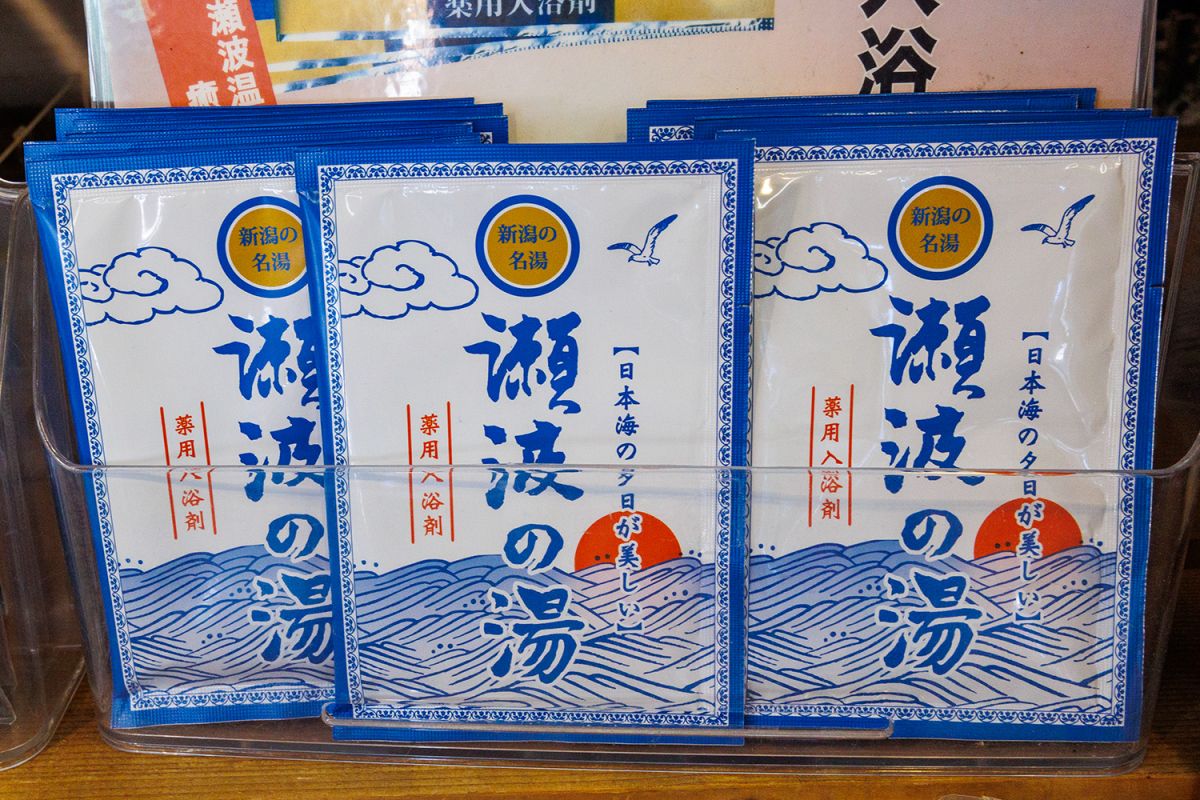 薬用入浴剤
瀬波温
癒
入浴
新潟の
名湯
瀬波の湯
薬用入浴剤
新潟の
名湯
瀬波の湯
【日本海の夕日が美しい】
薬用入浴剤
新潟の
名湯
瀬波の湯
【日本海の夕日が美しい】
薬用入浴剤